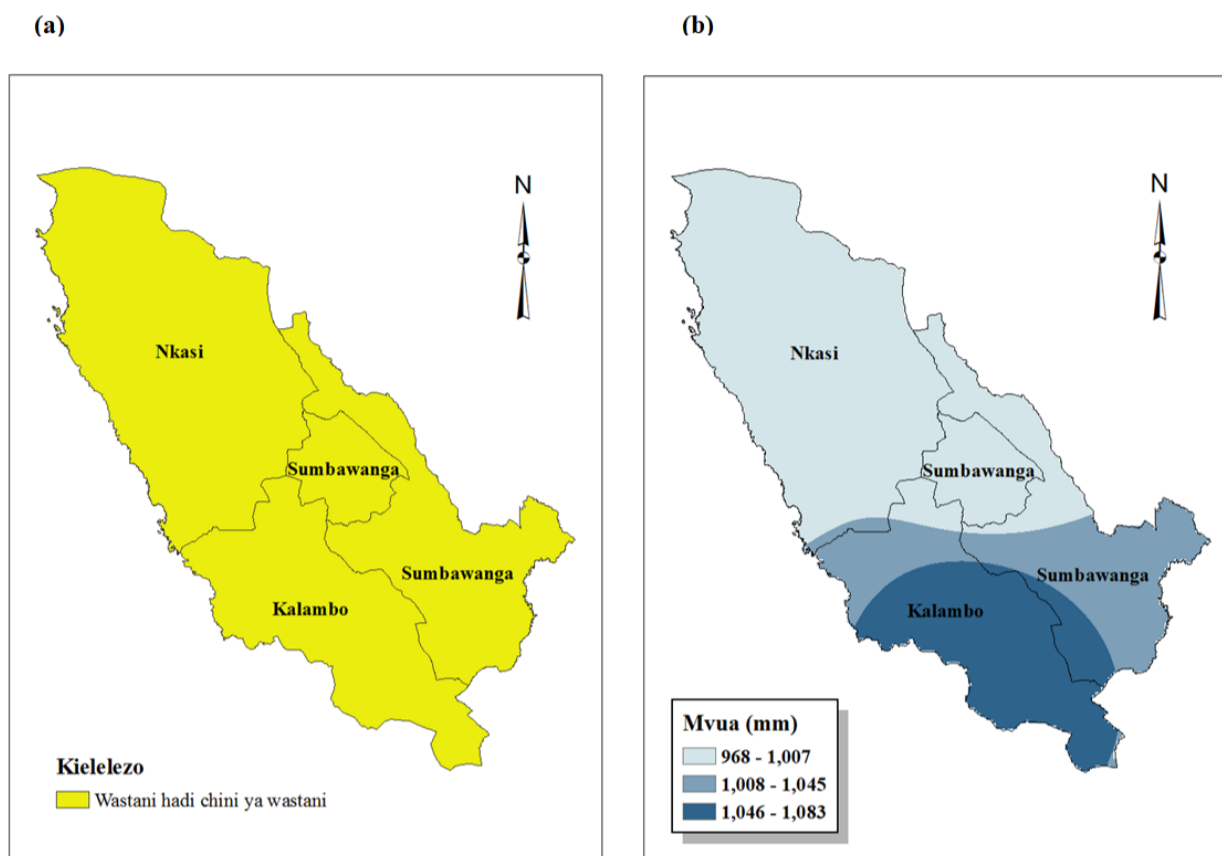 (a)
N
Nkasi
Sumbawanga
Sumbawanga
Kalambo
Kielelezo
Wastani hadi chini ya wastani
(b)
N
Nkasi
Sumbawanga
Sumbawanga
Kalambo
Mvua (mm)
968 - 1,007
1,008 - 1,045
1,046 - 1,083